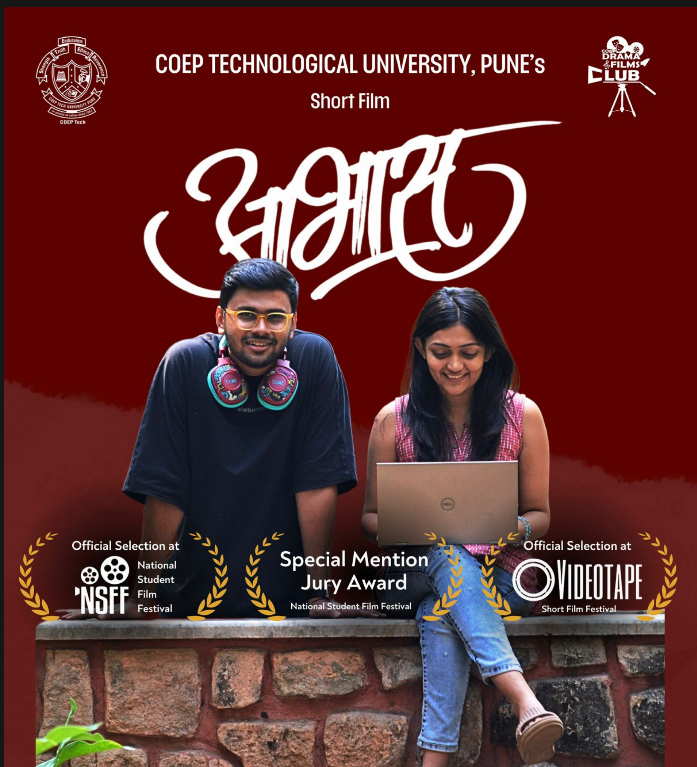 COEP TECHNOLOGICAL UNIVERSITY, PUNE's
Short Film
DRAMA
& FILMS
CLUB
COEP Tech
आभास
Official Selection at
NSFF
National
Student
Film
Festival
Special Mention
Jury Award
National Student Film Festival
Official Selection at
VIDEOTAPE
Short Film Festival
DELL